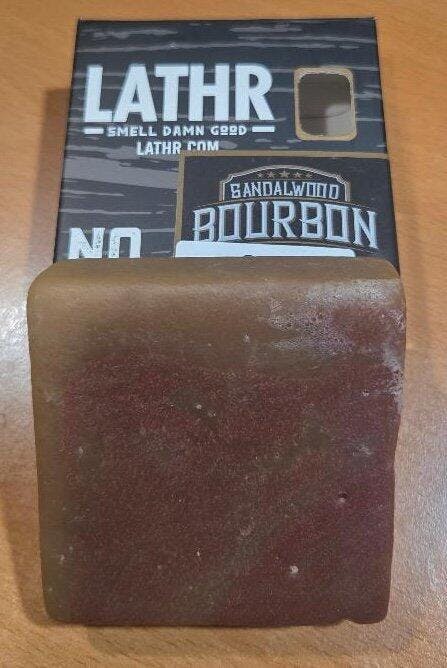 LATHR
SMELL DAMN GOOD
LATHR.COM
SANDALWOOD
BOURBON
NO